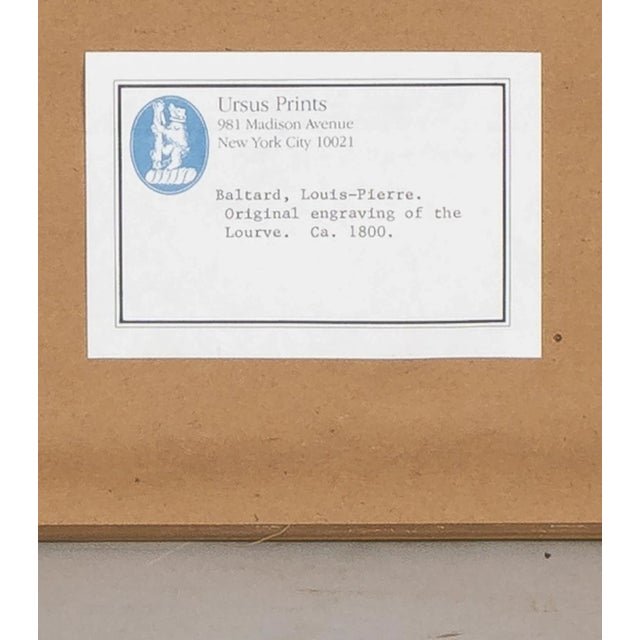 Ursus Prints
981 Madison Avenue
New York City 10021
Baltard, Louis-Pierre.
Original engraving of the
Lourve. Ca. 1800.